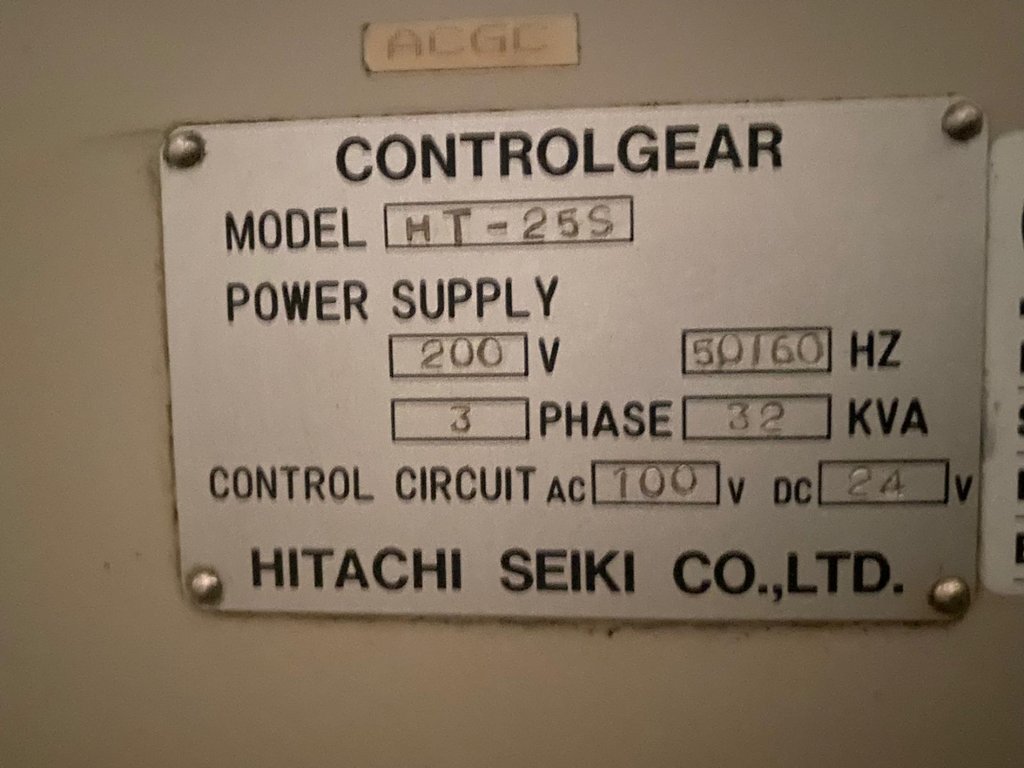 ACGC
CONTROLGEAR
MODEL HT-25S
POWER SUPPLY
200 V 50/60 HZ
3 PHASE 32 KVA
CONTROL CIRCUIT AC 100 V DC 24 V
HITACHI SEIKI CO.,LTD.